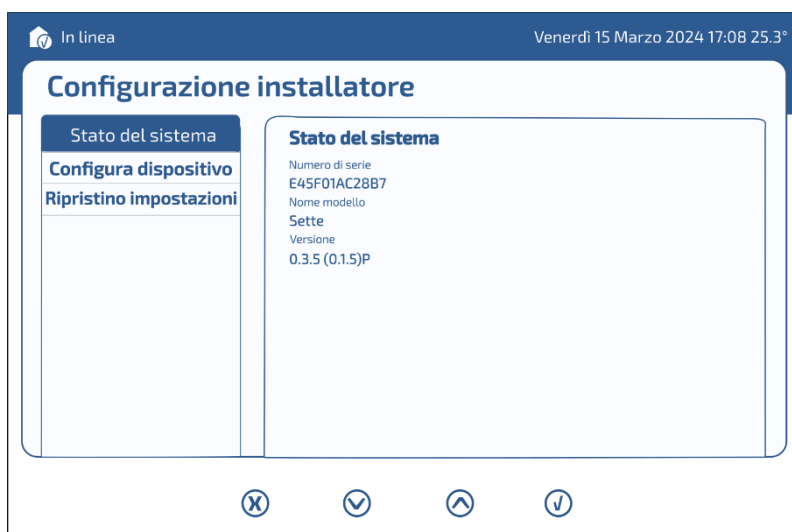 In linea
Venerdì 15 Marzo 2024 17:08 25.3°
Configurazione installatore
Stato del sistema
Configura dispositivo
Ripristino impostazioni
Stato del sistema
Numero di serie
E45F01AC28B7
Nome modello
Sette
Versione
0.3.5 (0.1.5)P